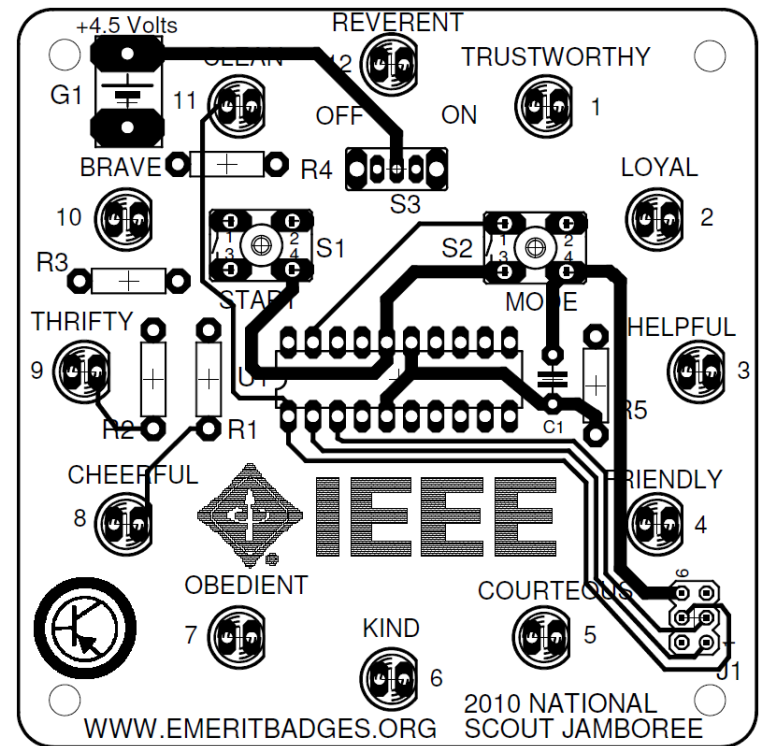 REVERENT
+4.5 Volts
CLEAN
12
TRUSTWORTHY
G1
11
1
OFF
ON
BRAVE
R4
LOYAL
S3
10
2
1
2
S1
3
4
S2
1
2
3
4
R3
START
MODE
THRIFTY
HELPFUL
9
3
U1
R2
R1
C1
R5
CHEERFUL
IEEE
FRIENDLY
8
4
OBEDIENT
COURTEOUS
6
7
KIND
5
J1
6
2010 NATIONAL
WWW.EMERITBADGES.ORG
SCOUT JAMBOREE